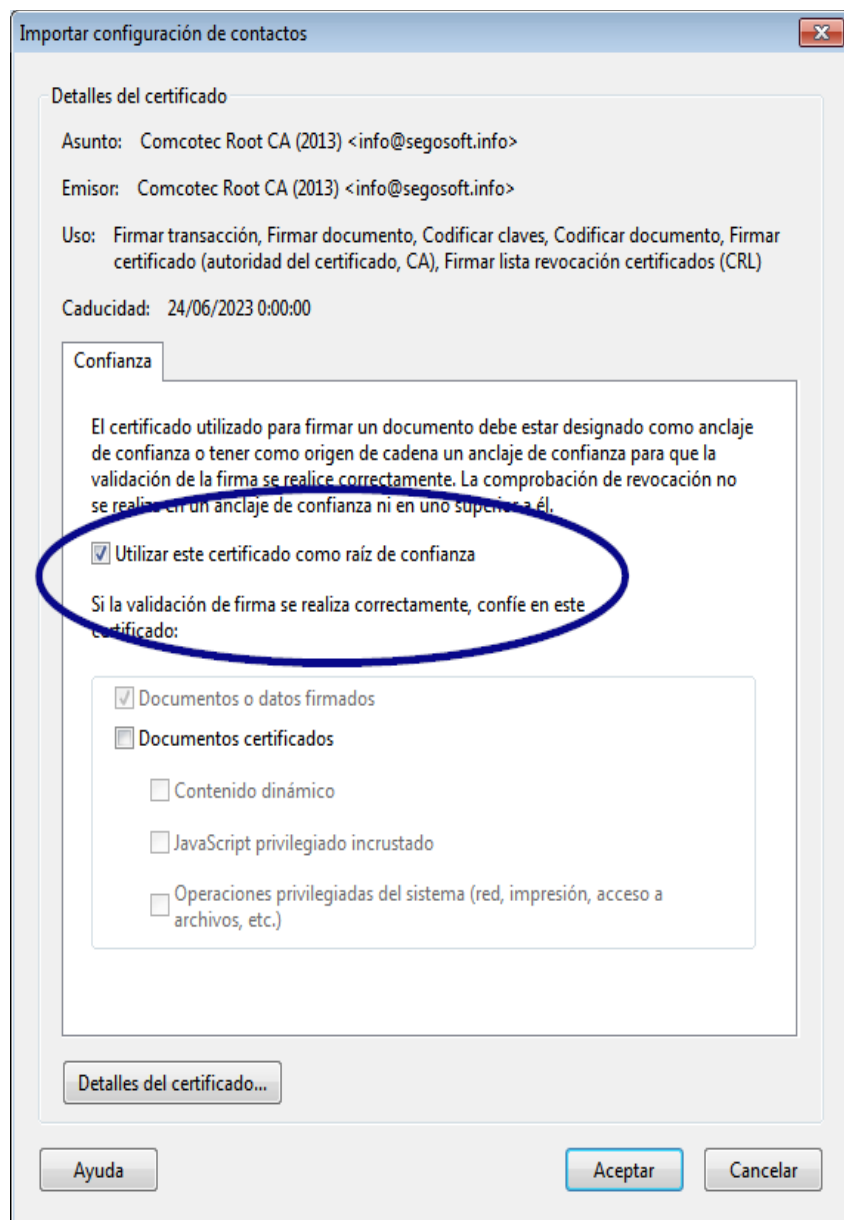 Importar configuración de contactos
Detalles del certificado
Asunto: Comcotec Root CA (2013) <info@segosoft.info>
Emisor: Comcotec Root CA (2013) <info@segosoft.info>
Uso: Firmar transacción, Firmar documento, Codificar claves, Codificar documento, Firmar
certificado (autoridad del certificado, CA), Firmar lista revocación certificados (CRL)
Caducidad: 24/06/2023 0:00:00
Confianza
El certificado utilizado para firmar un documento debe estar designado como anclaje
de confianza o tener como origen de cadena un anclaje de confianza para que la
validación de la firma se realice correctamente. La comprobación de revocación no
se realiza en un anclaje de confianza ni en uno superior a él.
Utilizar este certificado como raíz de confianza
Si la validación de firma se realiza correctamente, confíe en este
certificado:
Documentos o datos firmados
Documentos certificados
Contenido dinámico
JavaScript privilegiado incrustado
Operaciones privilegiadas del sistema (red, impresión, acceso a
archivos, etc.)
Detalles del certificado...
Ayuda
Aceptar
Cancelar